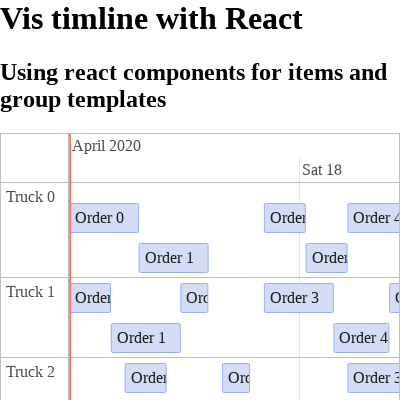 Vis timline with React
Using react components for items and
group templates
April 2020
Sat 18
Truck 0
Order 0
Order
Order 4
Order 1
Order
Truck 1
Order
Orc
Order 3
Order 1
Order 4
Truck 2
Order
Orc
Order 3